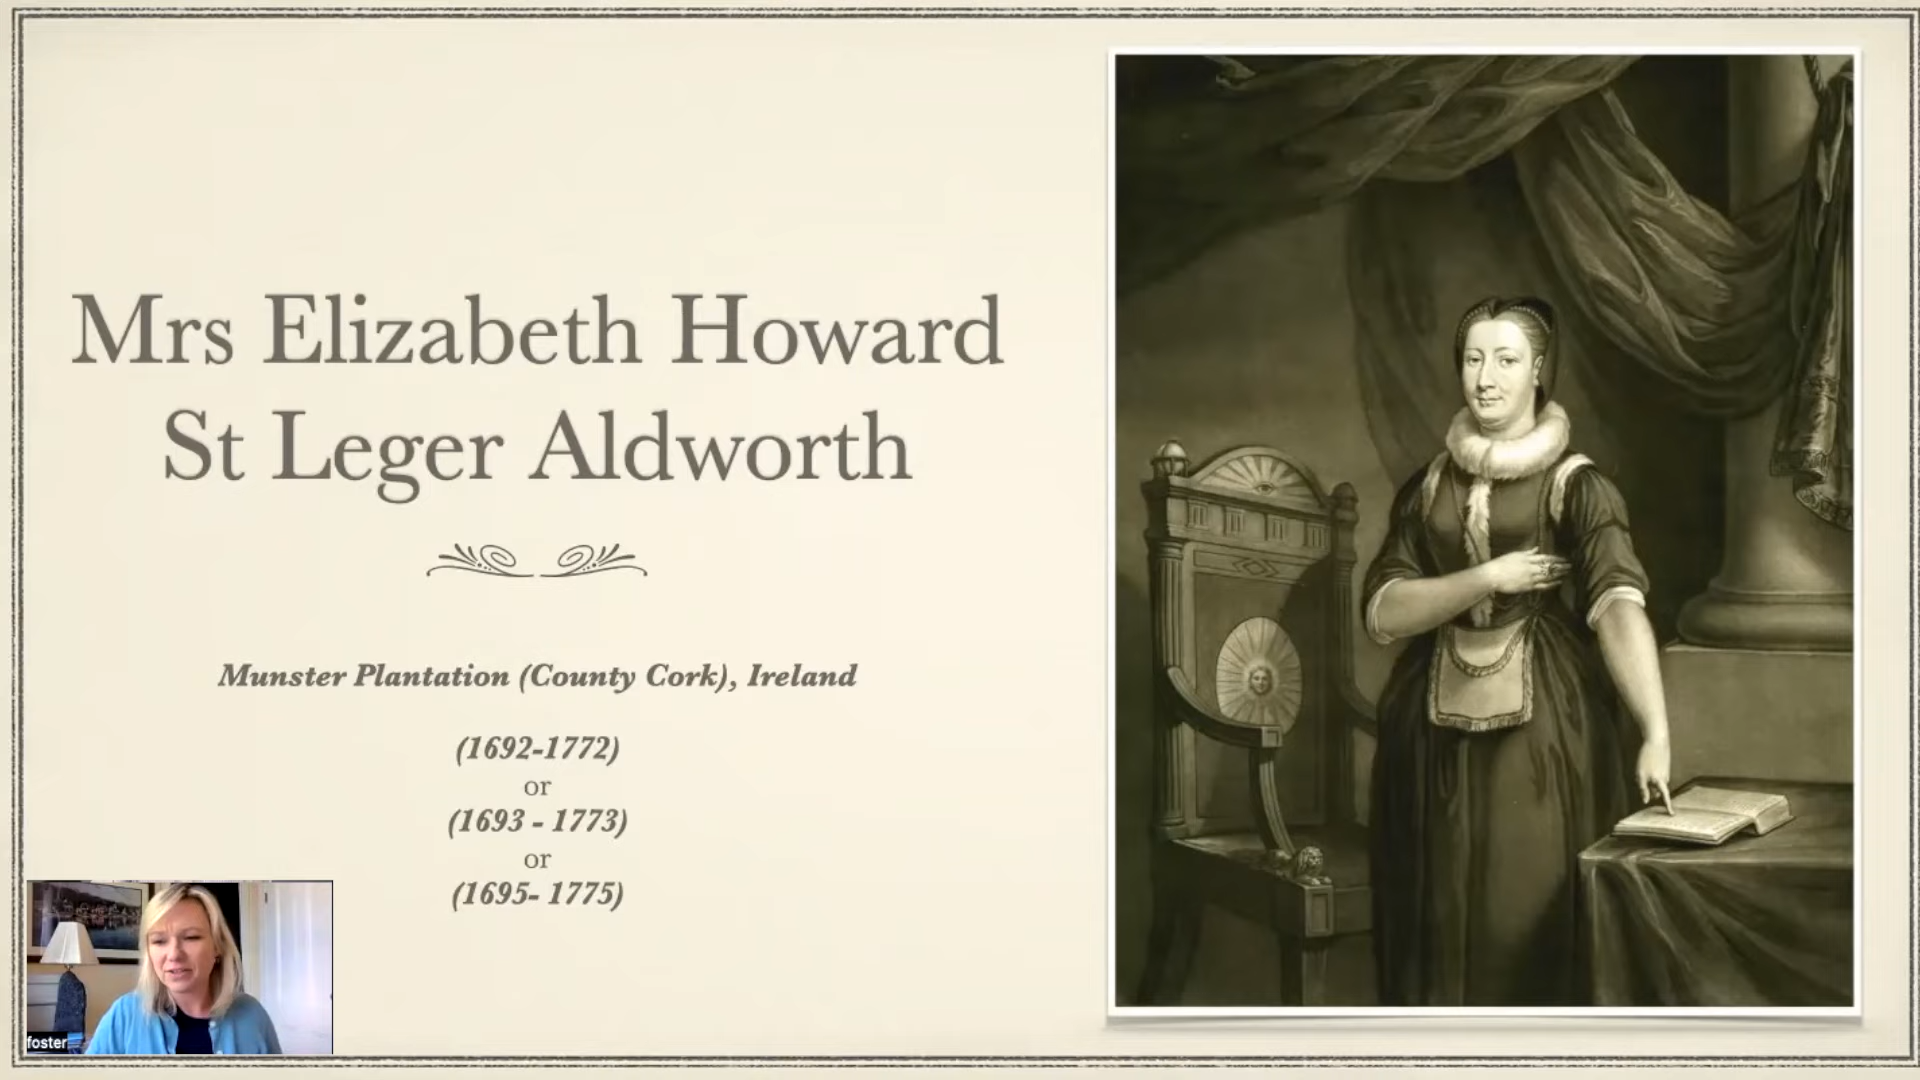 Mrs Elizabeth Howard
St Leger Aldworth
Munster Plantation (County Cork), Ireland
(1692-1772)
or
(1693 - 1773)
or
(1695- 1775)
foster